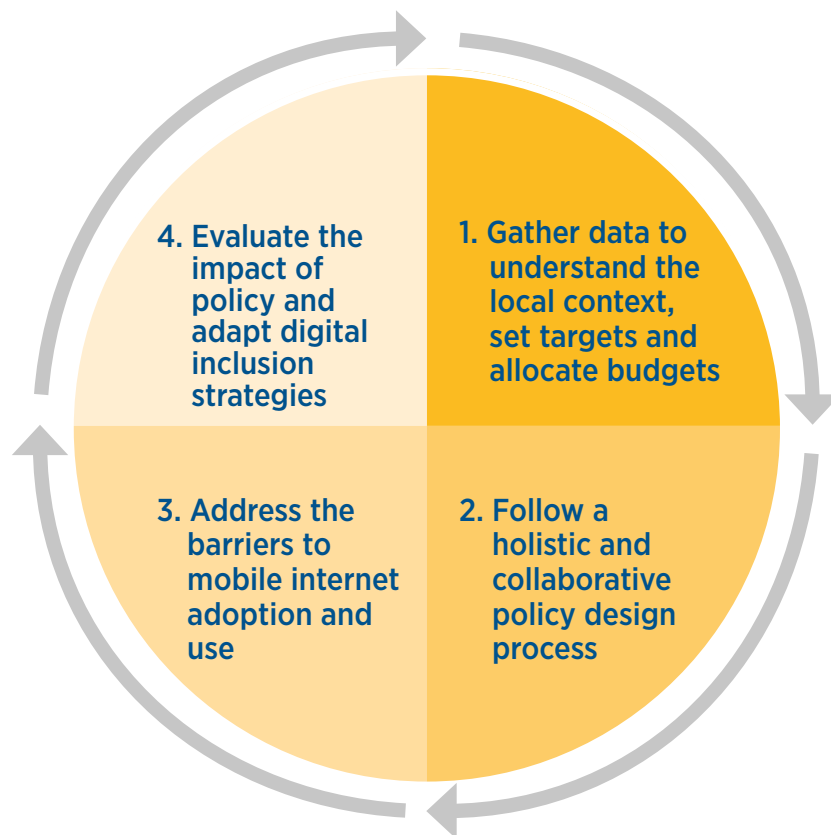 1. Gather data to
understand the
local context,
set targets and
allocate budgets
2. Follow a
holistic and
collaborative
policy design
process
3. Address the
barriers to
mobile internet
adoption and
use
4. Evaluate the
impact of
policy and
adapt digital
inclusion
strategies